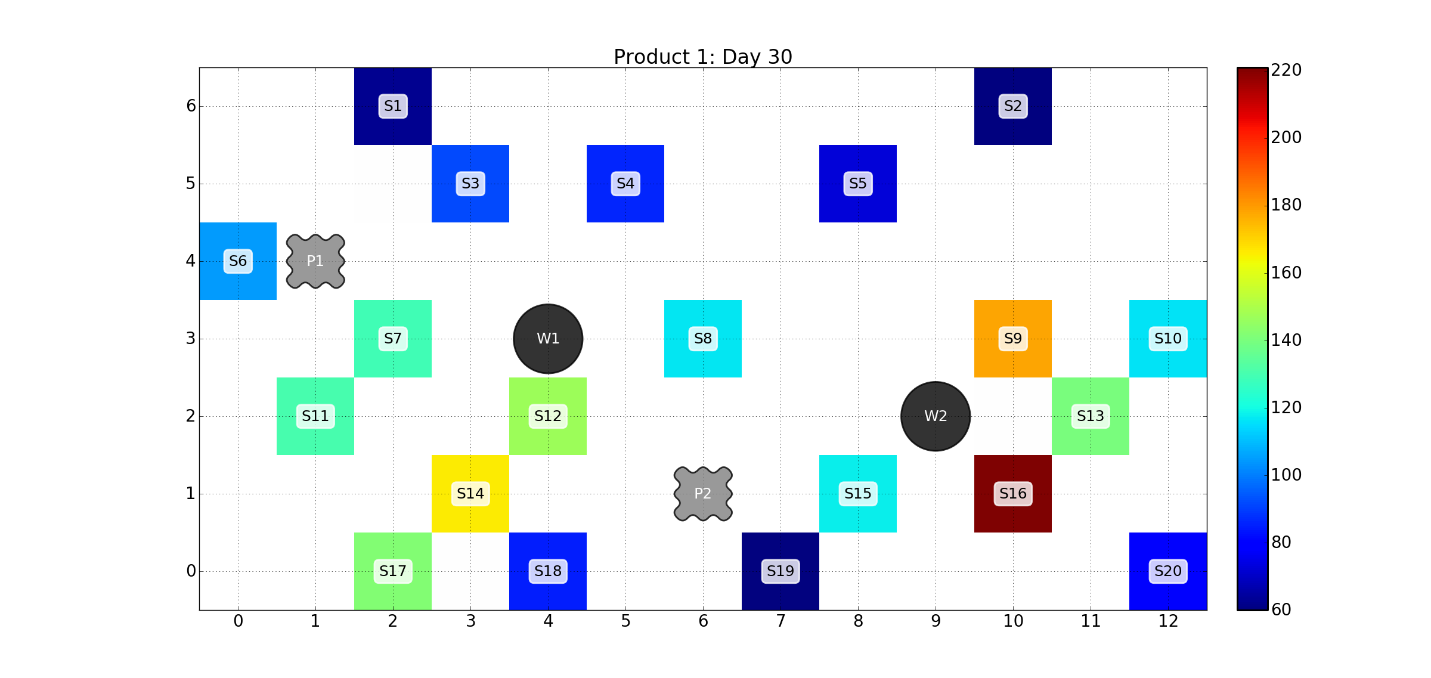 Product 1: Day 30
220
6 S1 S2
200
5 S3 S4 S5
180
4 S6 P1
160
3 S7 W1 S8 S9 S10
140
2 S11 S12 W2 S13
120
1 S14 P2 S15 S16
100
0 S17 S18 S19 S20
80
60
0 1 2 3 4 5 6 7 8 9 10 11 12